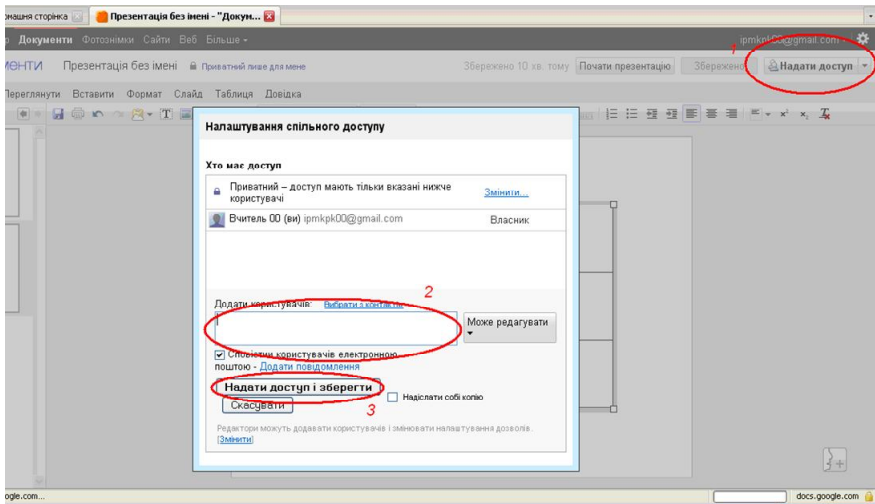 омашня сторінка
Презентація без імені - "Докум...
р Документи Фотознімки Сайти Веб Більше
ipmkpk00@gmail.com
1
МЕНТИ Презентація без імені Приватний лише для мене Збережено 10 хв. тому Почати презентацію Збережено Надати доступ
Переглянути Вставити Формат Слайд Таблиця Довідка
Налаштування спільного доступу
Хто має доступ
Приватний – доступ мають тільки вказані нижче
користувачі
Змінити...
Вчитель 00 (ви) ipmkpk00@gmail.com Власник
2
Додати користувачів: Вибрати з контактів
Може редагувати
Сповістити користувачів електронною
поштою - Додати повідомлення
Надати доступ і зберегти
Надіслати собі копію
Скасувати
3
Редактори можуть додавати користувачів і змінювати налаштування дозволів.
[Змінити]
ogle.com...
docs.google.com